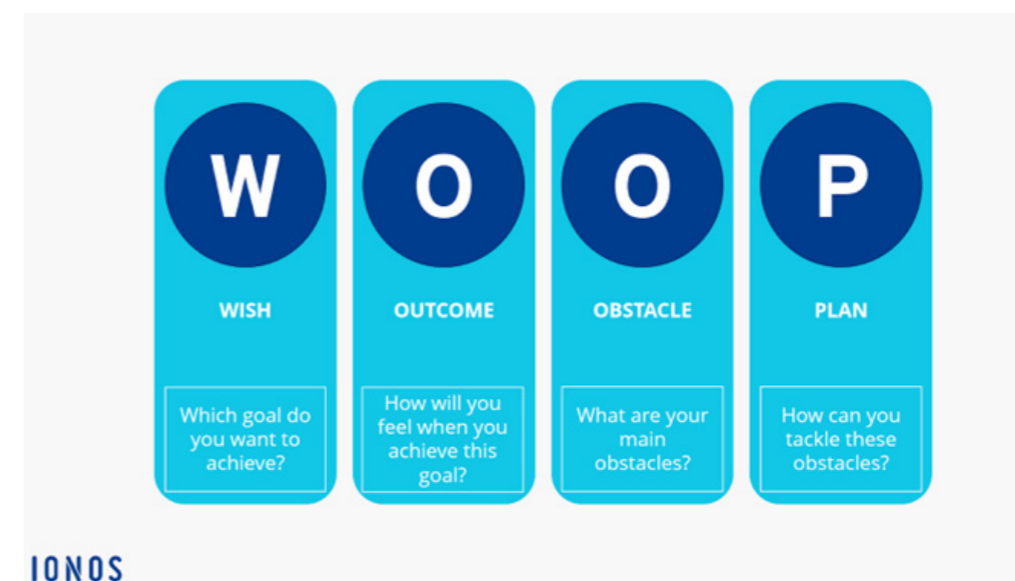 W
O
O
P
WISH
OUTCOME
OBSTACLE
PLAN
Which goal do
you want to
achieve?
How will you
feel when you
achieve this
goal?
What are your
main
obstacles?
How can you
tackle these
obstacles?
IONOS